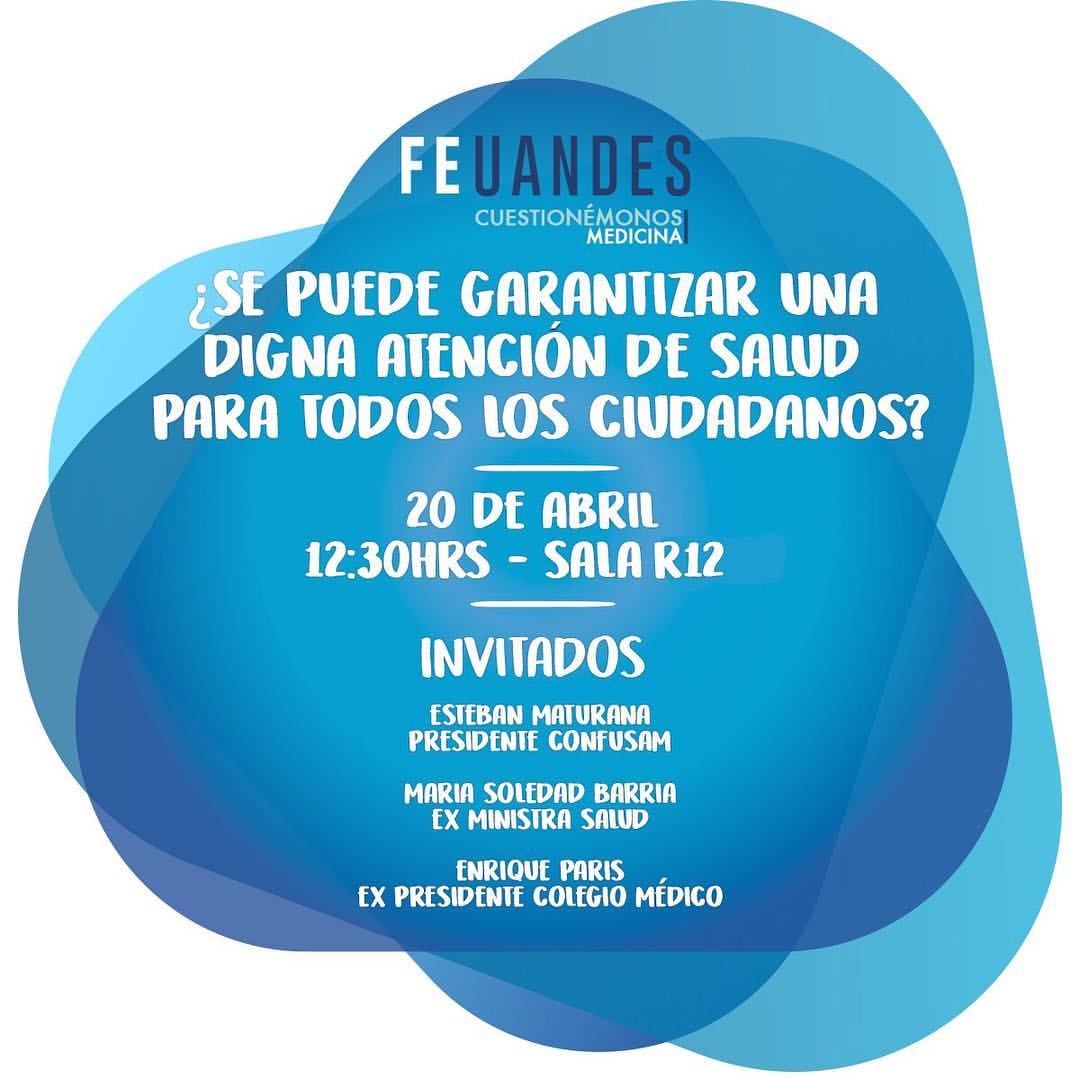 FEUANDES
CUESTIONÉMONOS
MEDICINA
¿SE PUEDE GARANTIZAR UNA
DIGNA ATENCIÓN DE SALUD
PARA TODOS LOS CIUDADANOS?
20 DE ABRIL
12:30HRS - SALA R12
INVITADOS
ESTEBAN MATURANA
PRESIDENTE CONFUSAM
MARIA SOLEDAD BARRIA
EX MINISTRA SALUD
ENRIQUE PARIS
EX PRESIDENTE COLEGIO MÉDICO